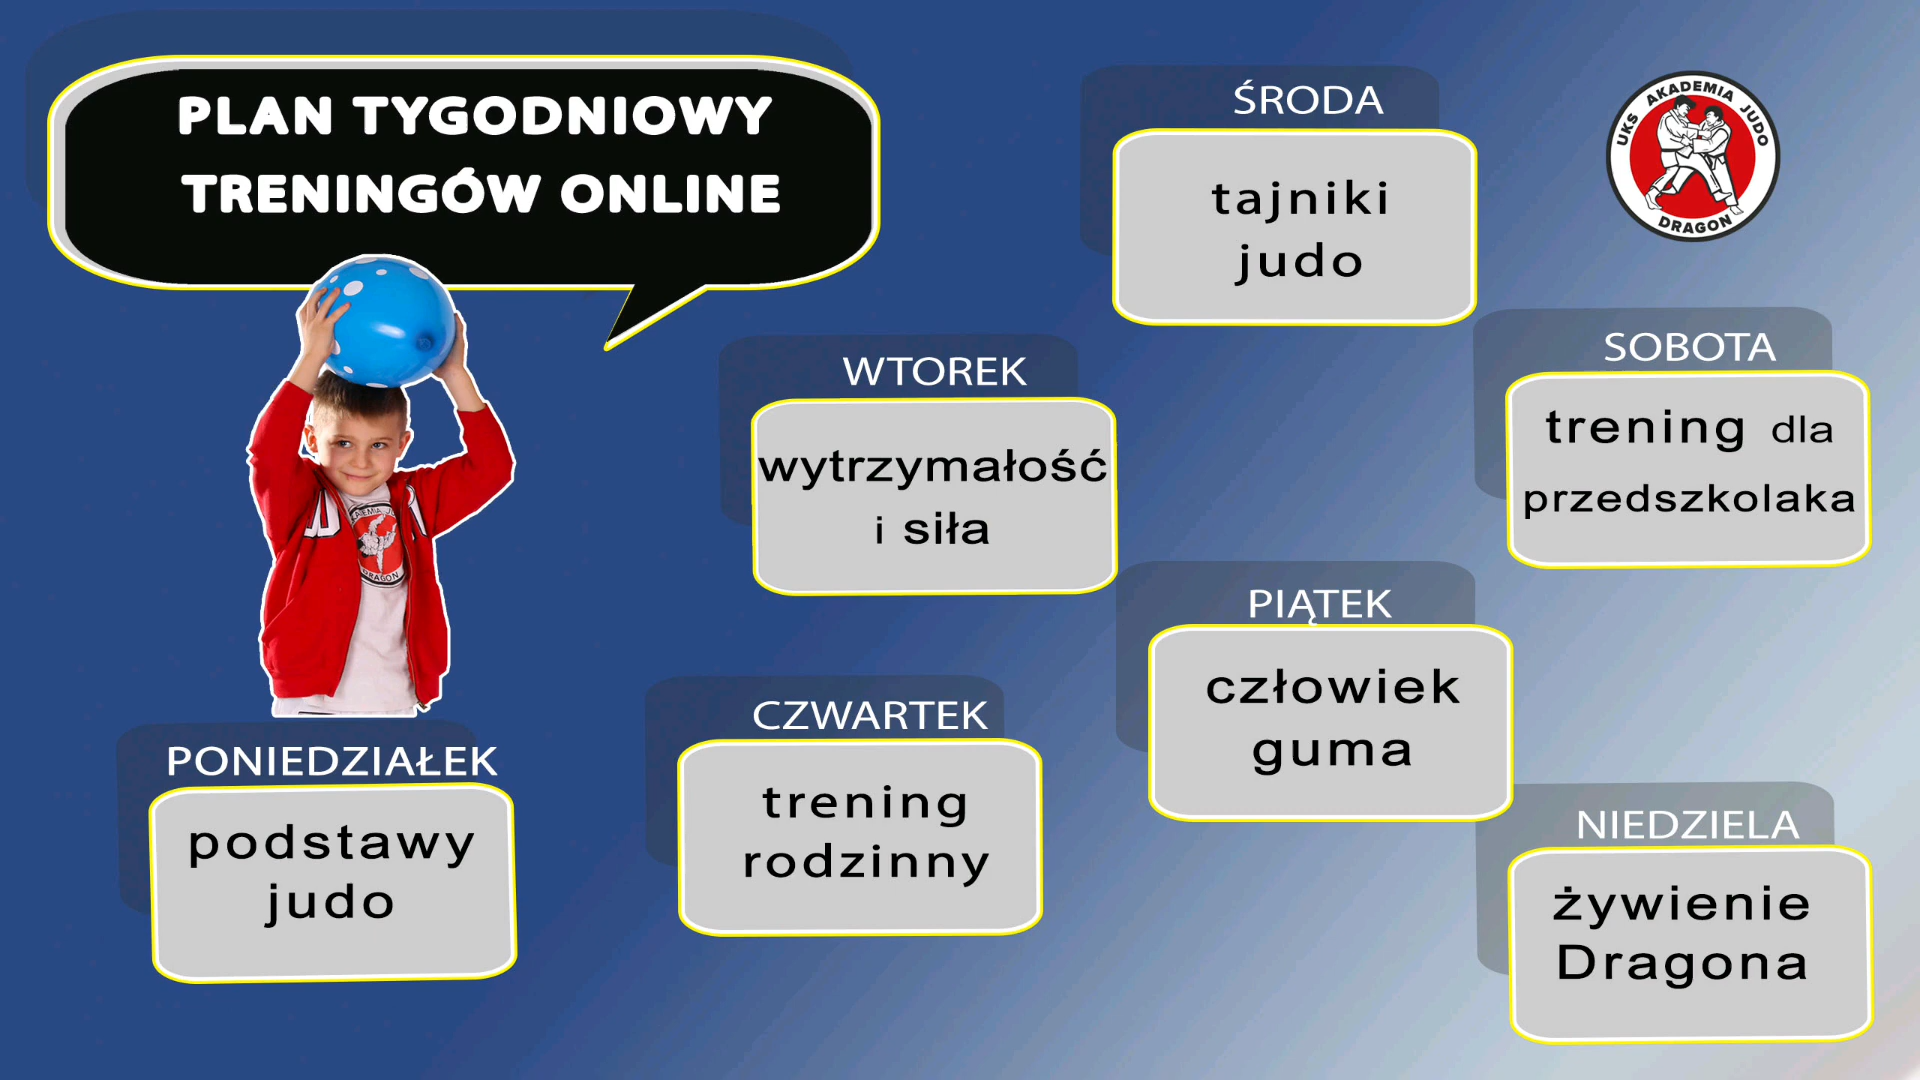 PLAN TYGODNIOWY
TRENINGÓW ONLINE
PONIEDZIAŁEK
podstawy
judo
WTOREK
wytrzymałość
i siła
ŚRODA
tajniki
judo
CZWARTEK
trening
rodzinny
PIĄTEK
człowiek
guma
SOBOTA
trening dla
przedszkolaka
NIEDZIELA
żywienie
Dragona
UKS AKADEMIA JUDO
DRAGON
DRAGON